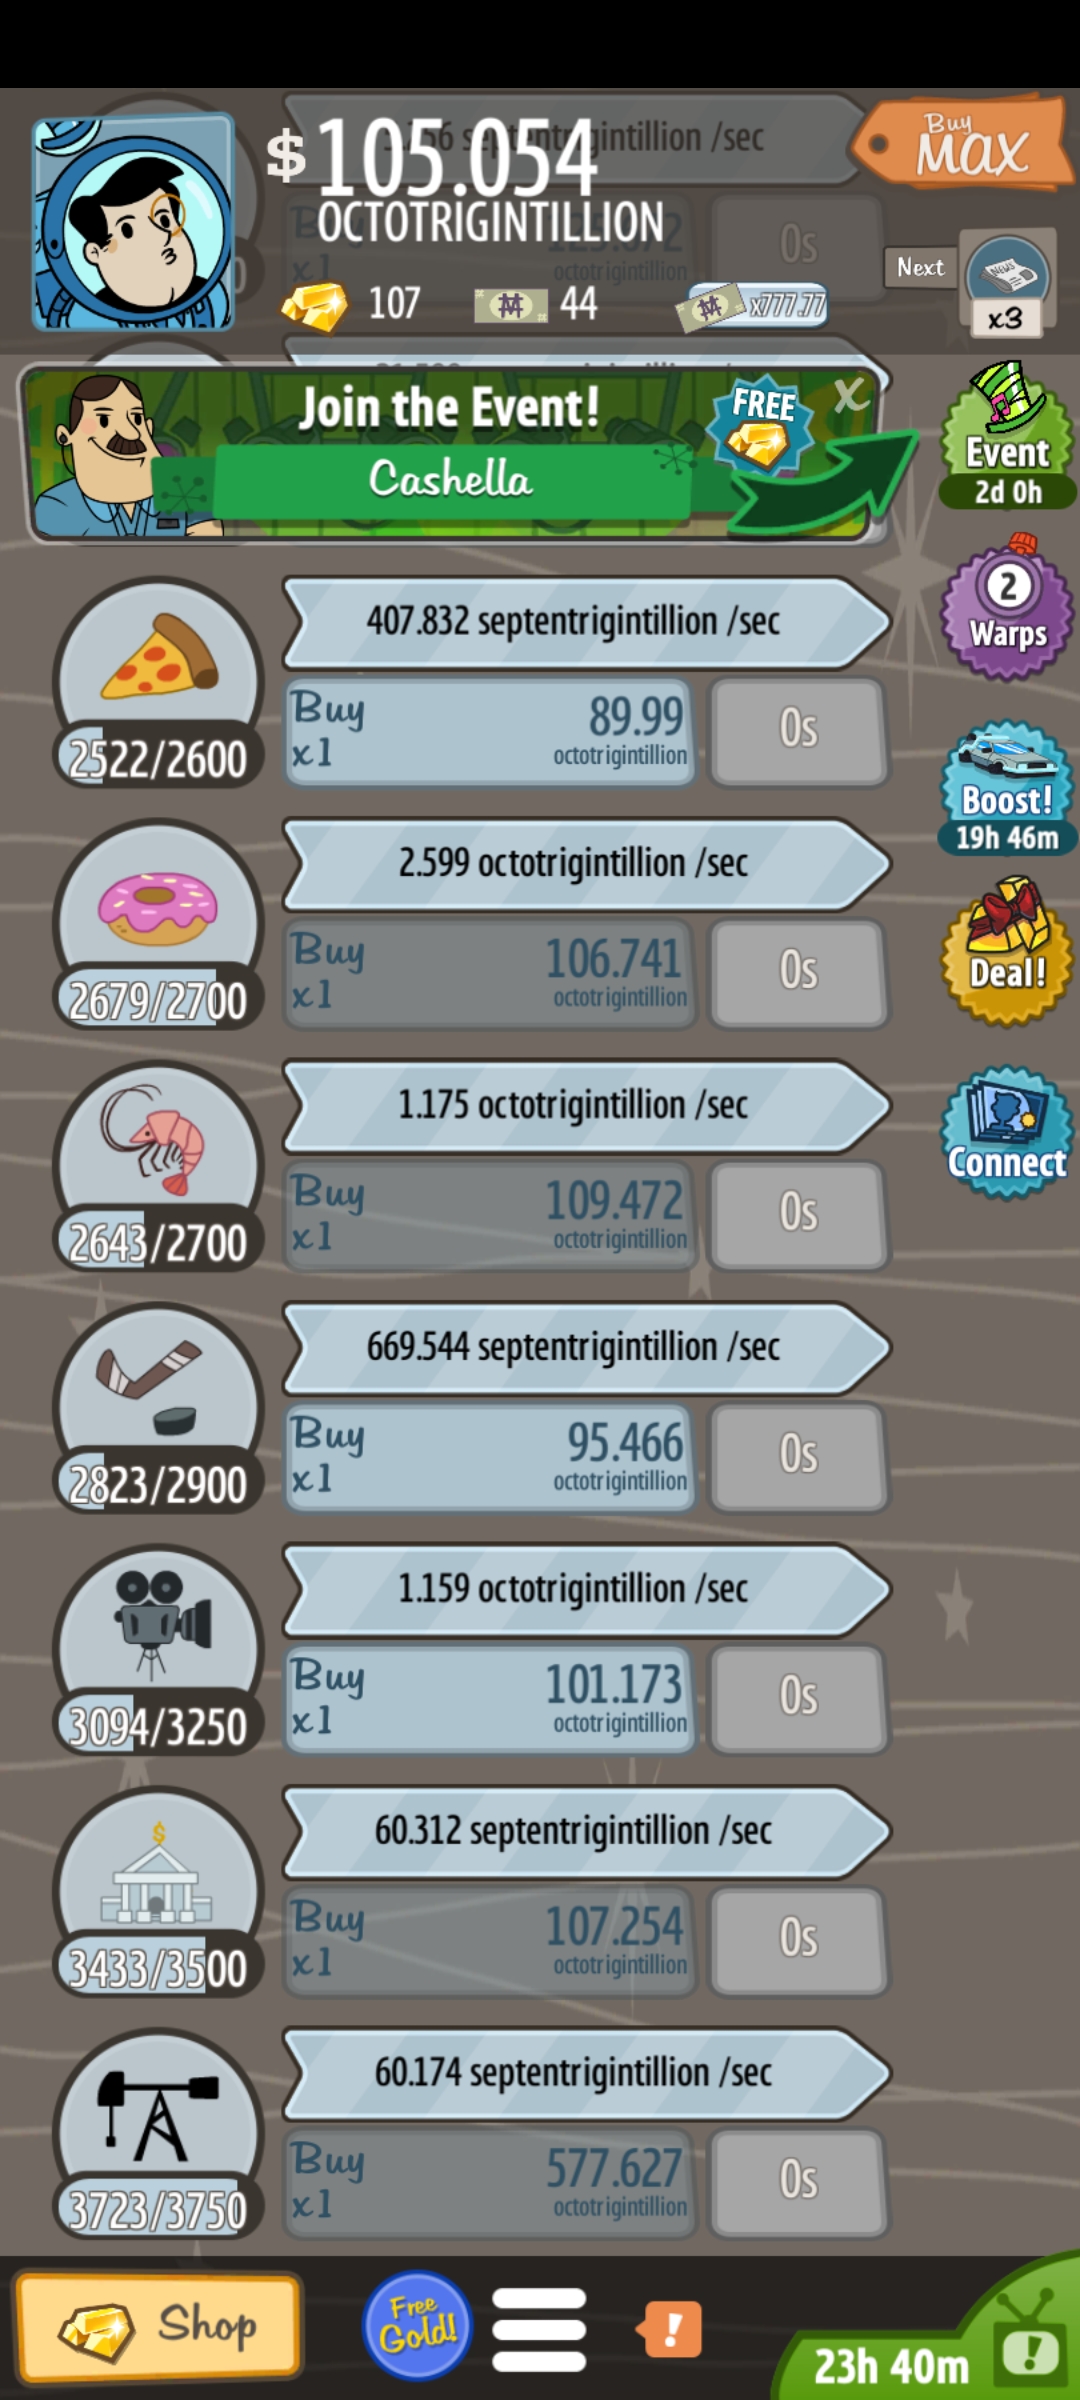 $ 105.054
OCTOTRIGINTILLION
107 44 x777.77
Buy
MAX
Next
NEWS
x3
Join the Event!
Cashella
FREE
X
Event
2d 0h
2
Warps
Boost!
19h 46m
Deal!
Connect
407.832 septentrigintillion /sec
Buy
x1
89.99
octotrigintillion
0s
2522/2600
2.599 octotrigintillion /sec
Buy
x1
106.741
octotrigintillion
0s
2679/2700
1.175 octotrigintillion /sec
Buy
x1
109.472
octotrigintillion
0s
2643/2700
669.544 septentrigintillion /sec
Buy
x1
95.466
octotrigintillion
0s
2823/2900
1.159 octotrigintillion /sec
Buy
x1
101.173
octotrigintillion
0s
3094/3250
60.312 septentrigintillion /sec
Buy
x1
107.254
octotrigintillion
0s
3433/3500
60.174 septentrigintillion /sec
Buy
x1
577.627
octotrigintillion
0s
3723/3750
Shop
Free
Gold!
!
23h 40m
!